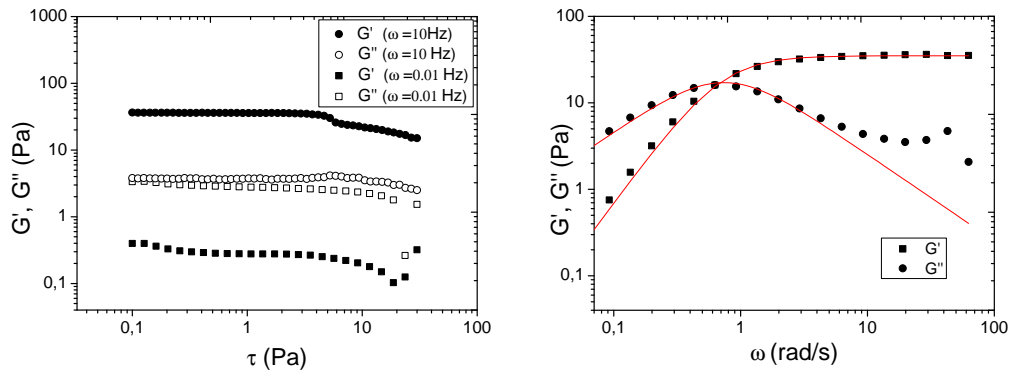 1000
100
10
1
0,1
G', G" (Pa)
0,1
1
10
100
τ (Pa)
G' (ω=10Hz)
G" (ω=10 Hz)
G' (ω=0.01 Hz)
G" (ω=0.01 Hz)
100
10
1
0,1
G', G" (Pa)
0,1
1
10
100
ω (rad/s)
G'
G"